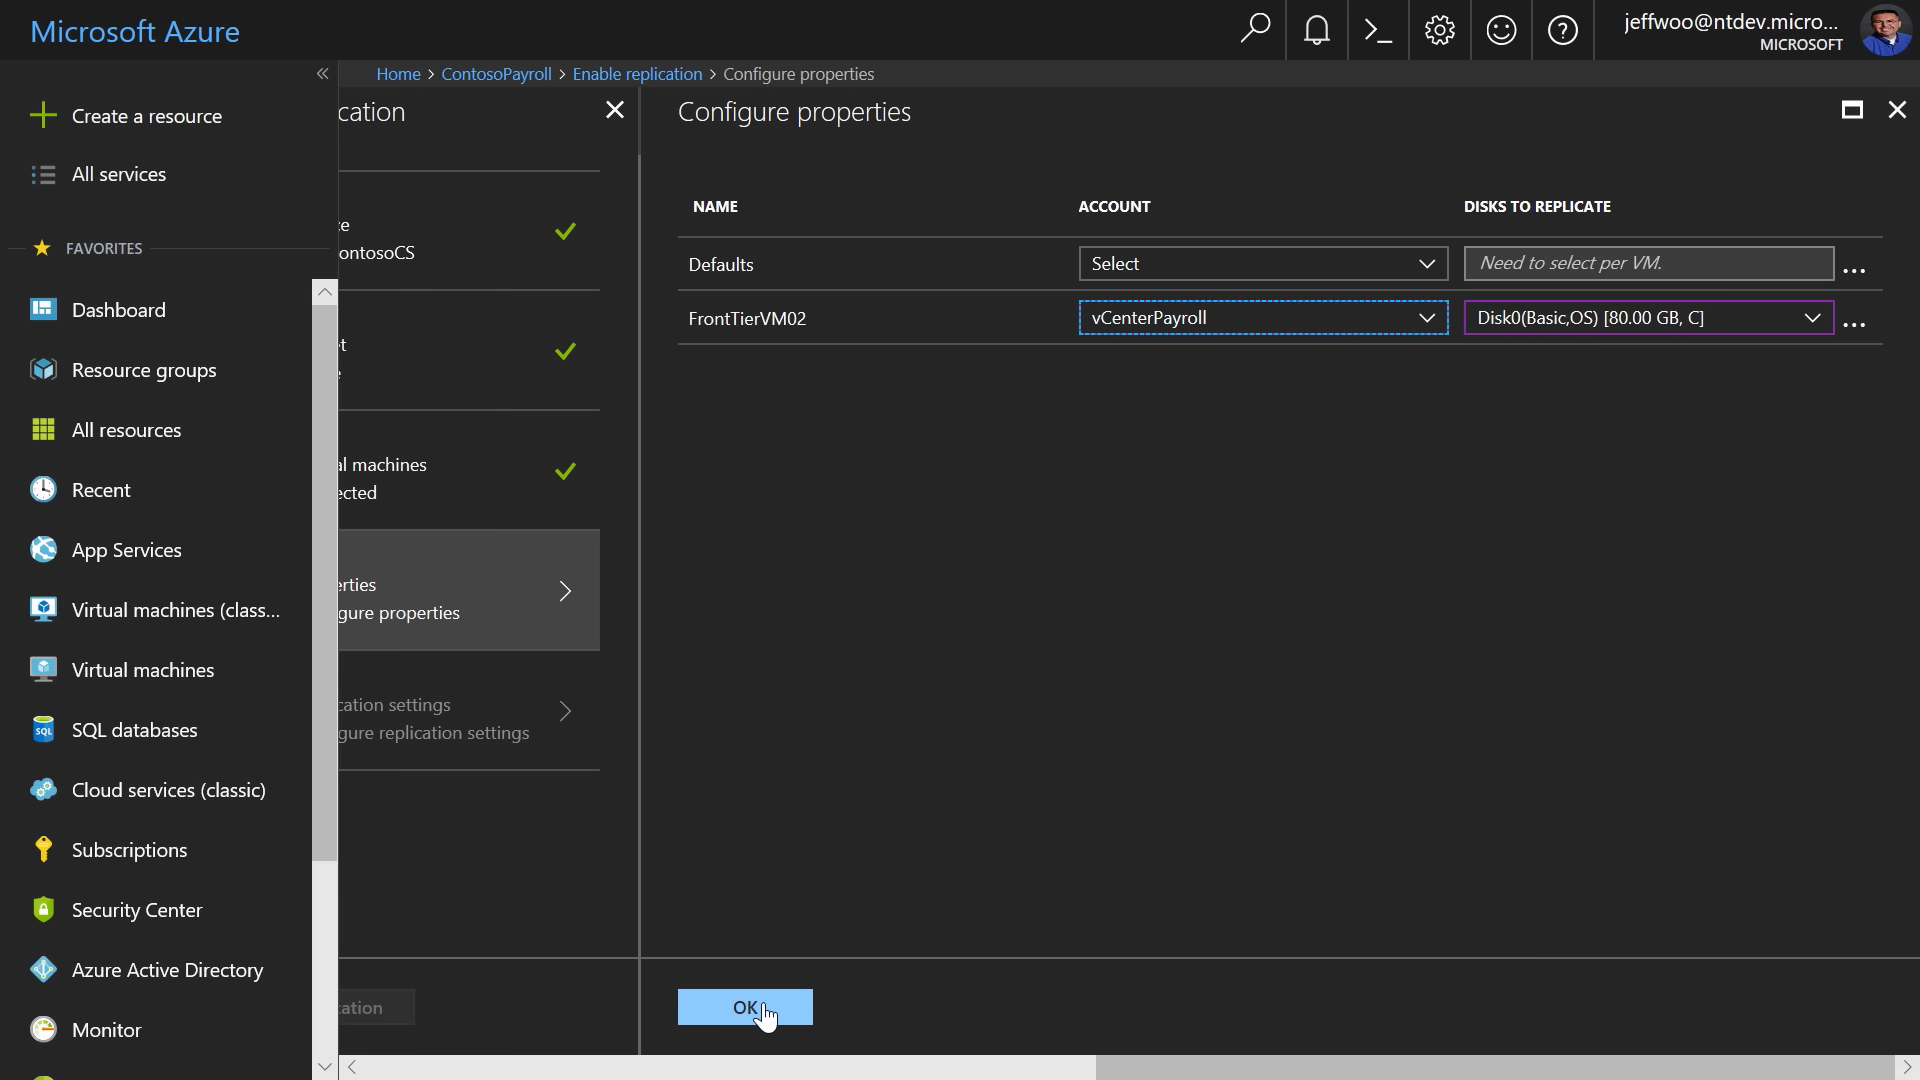 Microsoft Azure
jeffwoo@ntdev.micro...
MICROSOFT
Home > ContosoPayroll > Enable replication > Configure properties
Create a resource
All services
FAVORITES
Dashboard
Resource groups
All resources
Recent
App Services
Virtual machines (class...
Virtual machines
SQL databases
SQL
Cloud services (classic)
Subscriptions
Security Center
Azure Active Directory
Monitor
cation
ce
ontosoCS
et
e
al machines
ected
erties
gure properties
cation settings
gure replication settings
cation
Configure properties
NAME ACCOUNT DISKS TO REPLICATE
Defaults Select Need to select per VM. ...
FrontTierVM02 vCenterPayroll Disk0(Basic,OS) [80.00 GB, C] ...
OK